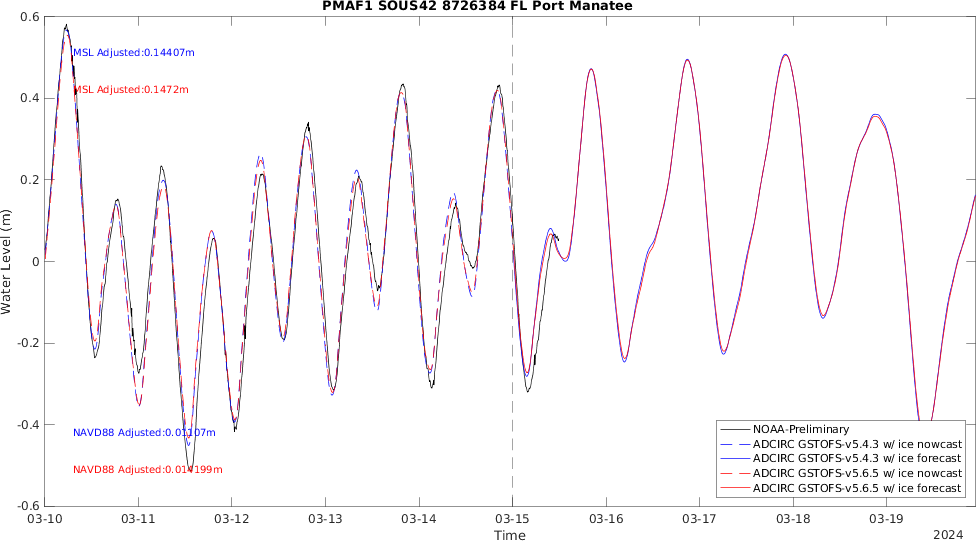 PMAF1 SOUS42 8726384 FL Port Manatee
0.6
MSL Adjusted:0.14407m
MSL Adjusted:0.1472m
0.4
0.2
0
-0.2
-0.4
-0.6
Water Level (m)
NAVD88 Adjusted:0.01107m
NAVD88 Adjusted:0.014199m
NOAA-Preliminary
ADCIRC GSTOFS-v5.4.3 w/ ice nowcast
ADCIRC GSTOFS-v5.4.3 w/ ice forecast
ADCIRC GSTOFS-v5.6.5 w/ ice nowcast
ADCIRC GSTOFS-v5.6.5 w/ ice forecast
03-10 03-11 03-12 03-13 03-14 03-15 03-16 03-17 03-18 03-19
Time
2024